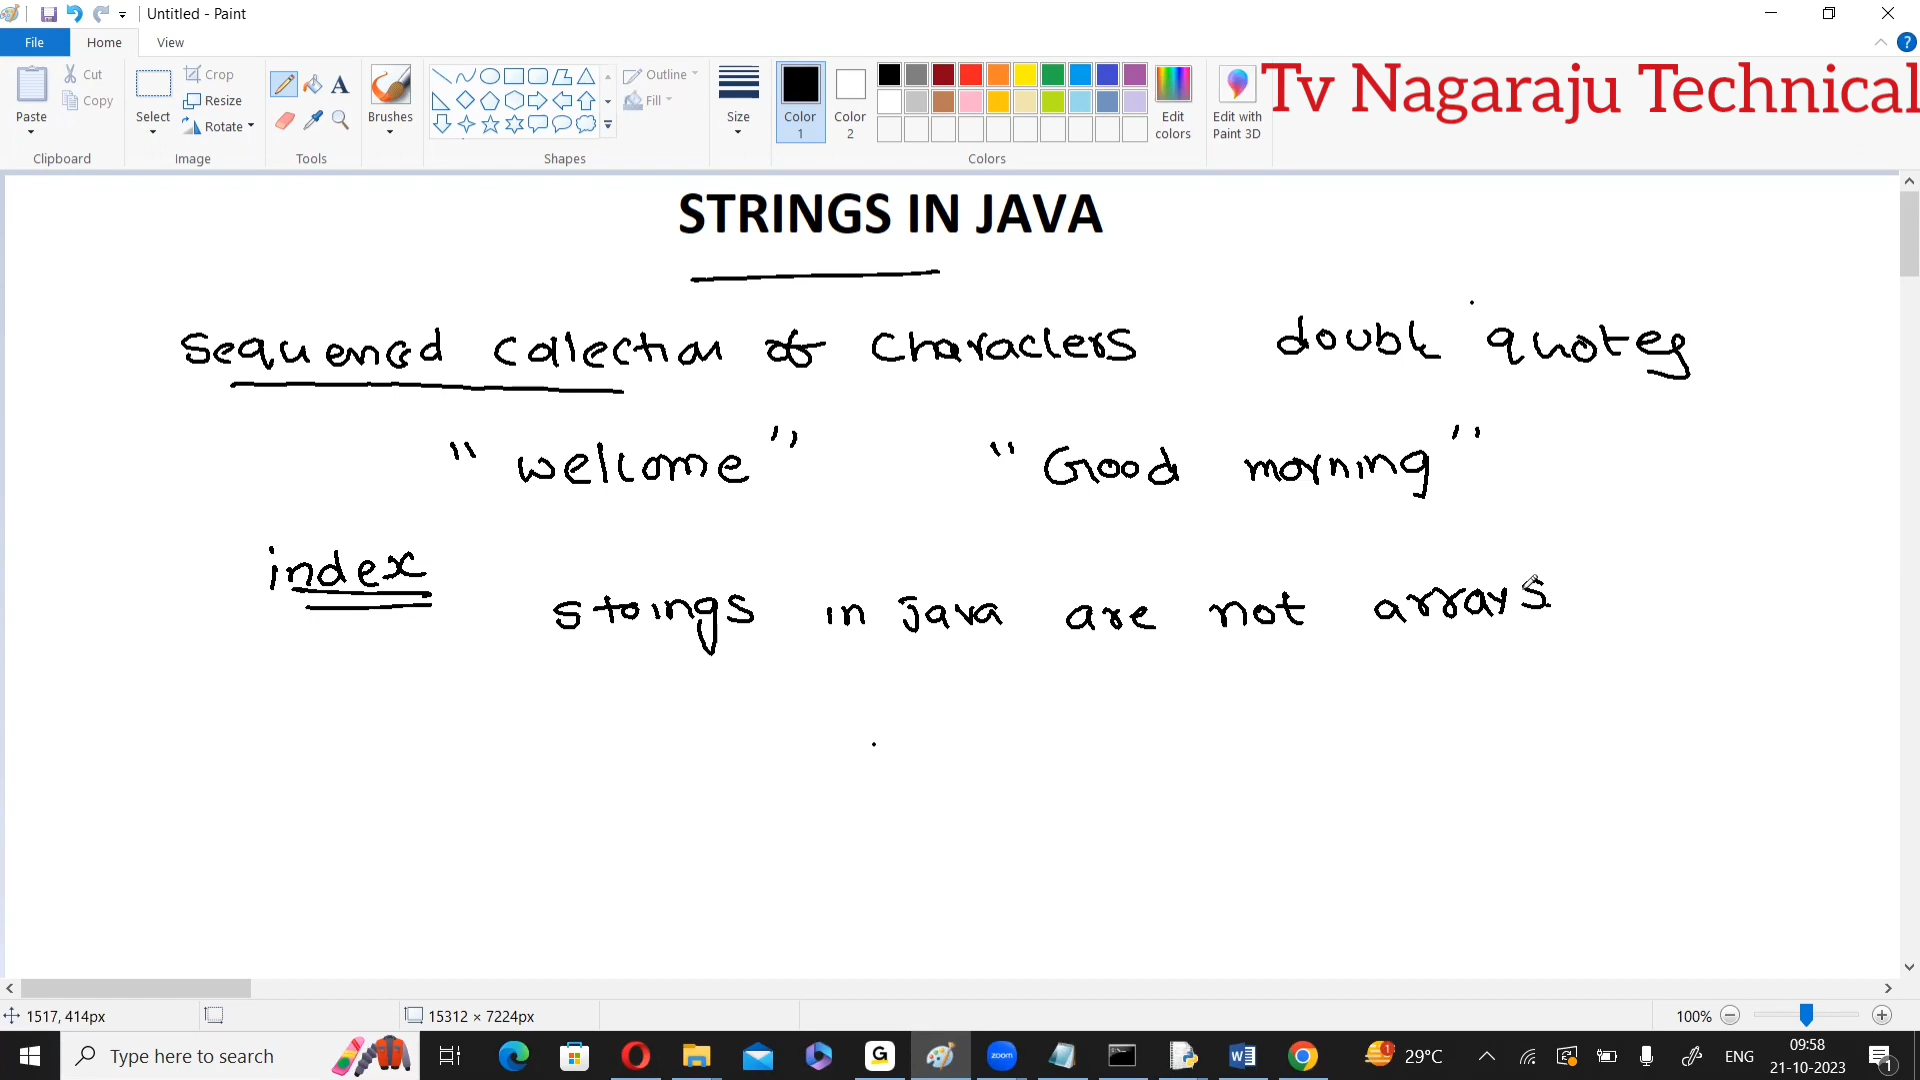 Untitled - Paint
File Home View
Cut
Copy
Paste
Clipboard
Select
Crop
Resize
Rotate
Image
Tools
Brushes
Shapes
Outline
Fill
Size
Color 1
Color 2
Colors
Edit colors
Edit with Paint 3D
Tv Nagaraju Technical
STRINGS IN JAVA
Sequenced collection of characters double quotes
"welcome" "Good morning"
index
strings in java are not arrays
1517, 414px
15312 × 7224px
100%
Type here to search
zoom
29°C
ENG
09:58
21-10-2023